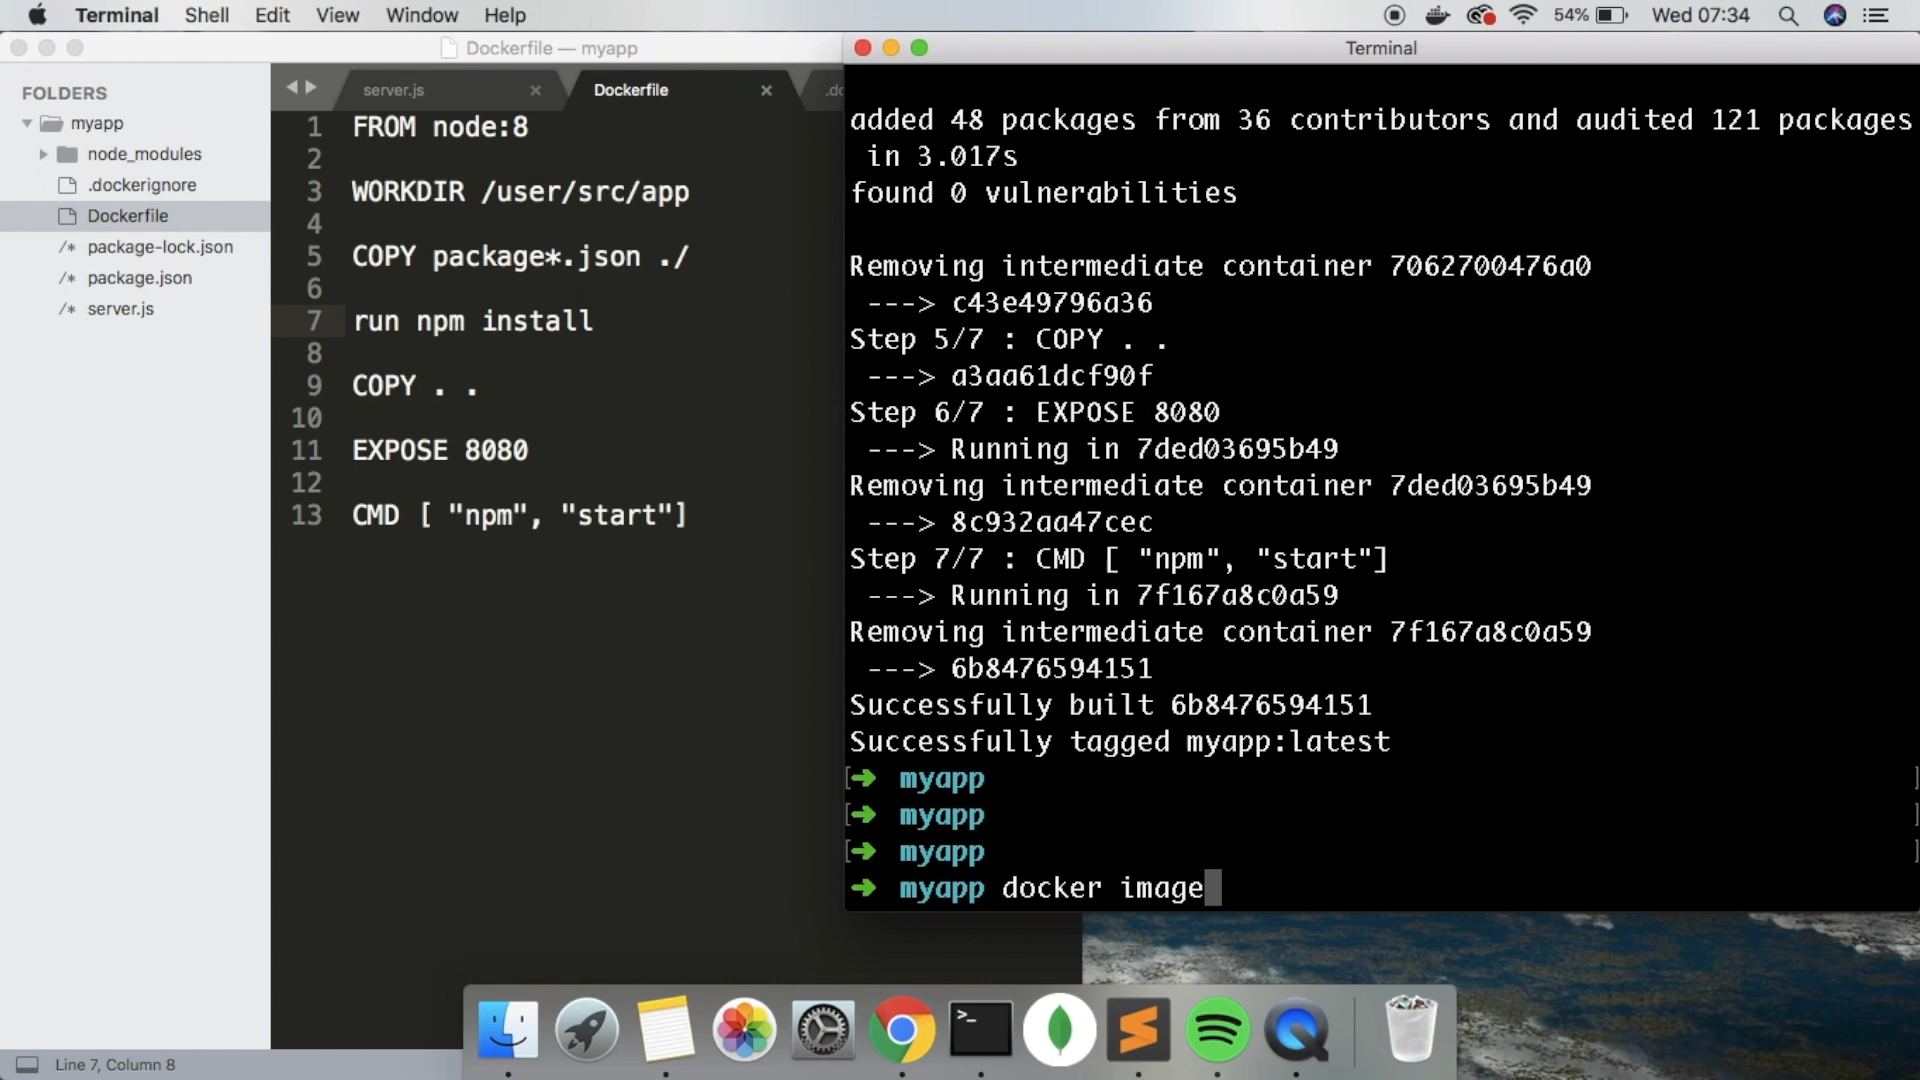 Terminal Shell Edit View Window Help 54% Wed 07:34
Dockerfile — myapp
Terminal
FOLDERS
myapp
node_modules
.dockerignore
Dockerfile
/* package-lock.json
/* package.json
/* server.js
server.js Dockerfile
1 FROM node:8
2
3 WORKDIR /user/src/app
4
5 COPY package*.json ./
6
7 run npm install
8
9 COPY . .
10
11 EXPOSE 8080
12
13 CMD [ "npm", "start"]
added 48 packages from 36 contributors and audited 121 packages
in 3.017s
found 0 vulnerabilities
Removing intermediate container 7062700476a0
---> c43e49796a36
Step 5/7 : COPY . .
---> a3aa61dcf90f
Step 6/7 : EXPOSE 8080
---> Running in 7ded03695b49
Removing intermediate container 7ded03695b49
---> 8c932aa47cec
Step 7/7 : CMD [ "npm", "start"]
---> Running in 7f167a8c0a59
Removing intermediate container 7f167a8c0a59
---> 6b8476594151
Successfully built 6b8476594151
Successfully tagged myapp:latest
[➜ myapp ]
[➜ myapp ]
[➜ myapp ]
➜ myapp docker image
>_
Line 7, Column 8